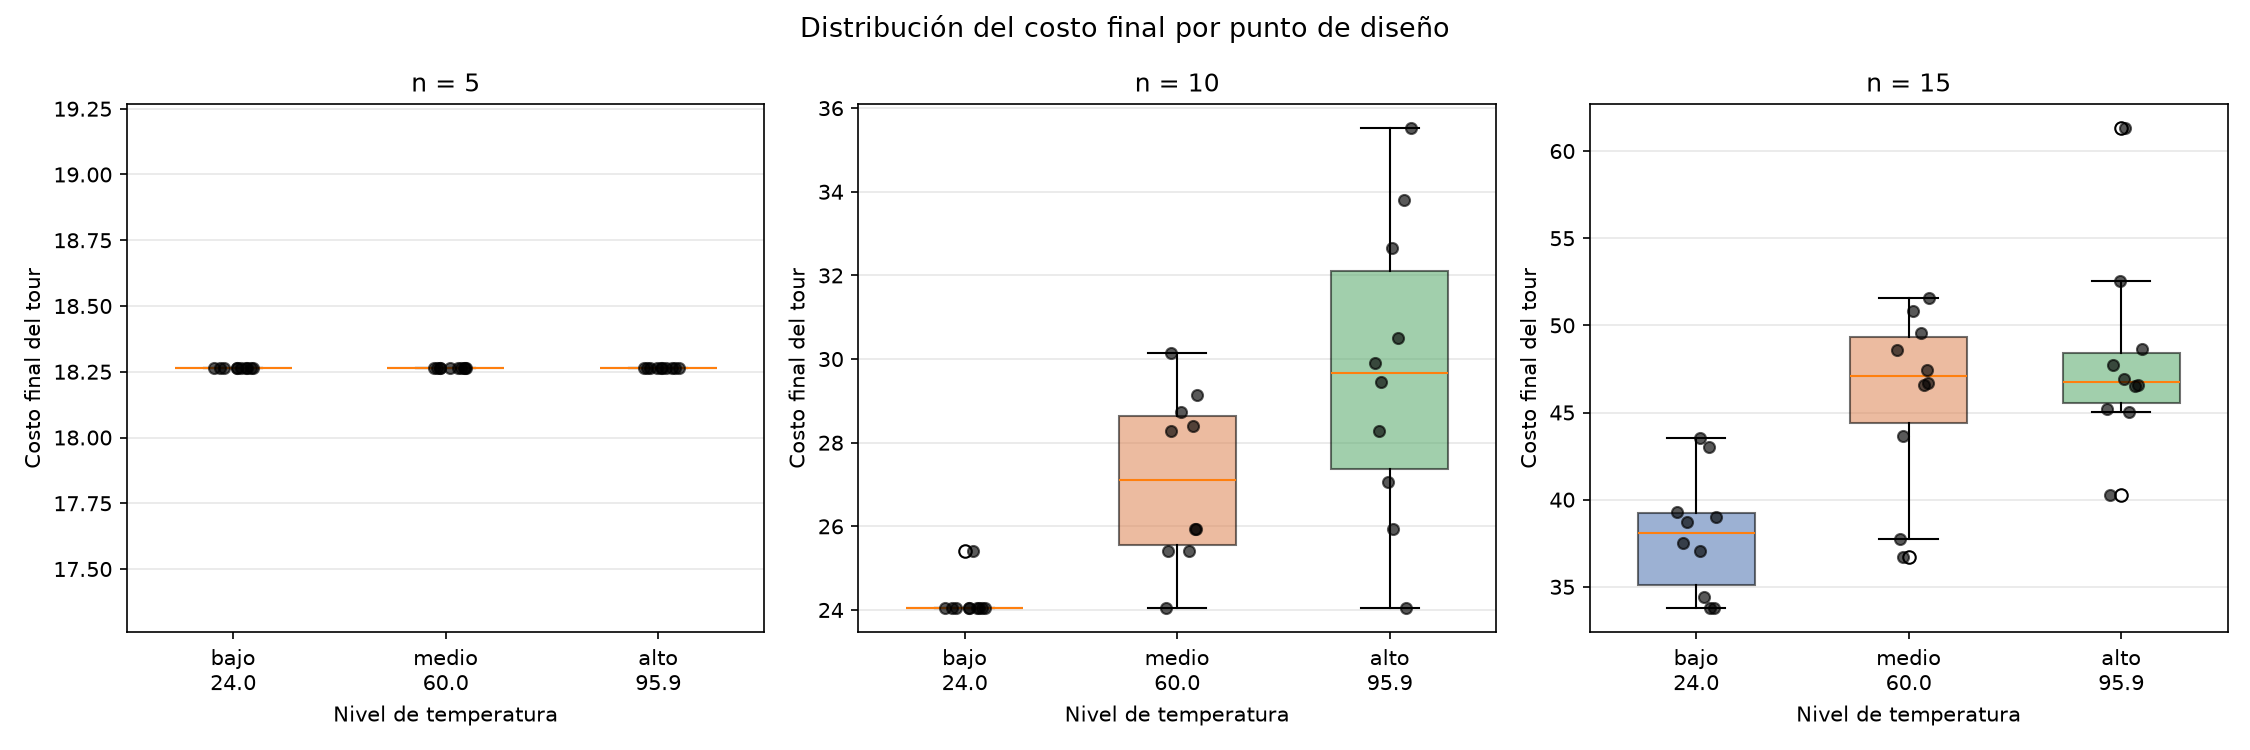 Distribución del costo final por punto de diseño
n = 5
Costo final del tour
19.25
19.00
18.75
18.50
18.25
18.00
17.75
17.50
bajo
24.0
medio
60.0
alto
95.9
Nivel de temperatura
n = 10
Costo final del tour
36
34
32
30
28
26
24
bajo
24.0
medio
60.0
alto
95.9
Nivel de temperatura
n = 15
Costo final del tour
60
55
50
45
40
35
bajo
24.0
medio
60.0
alto
95.9
Nivel de temperatura